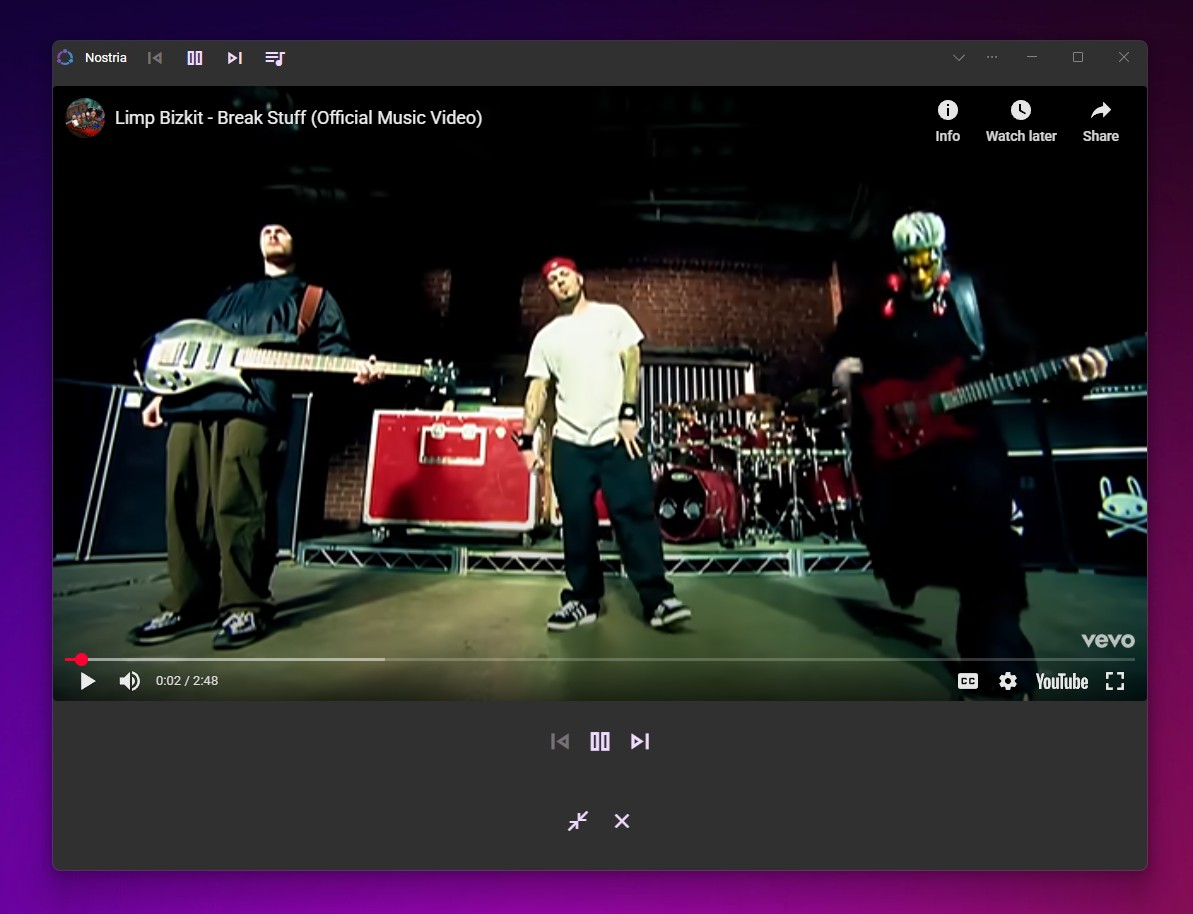 Nostria
Limp Bizkit - Break Stuff (Official Music Video)
Info
Watch later
Share
vevo
0:02 / 2:48
CC
YouTube